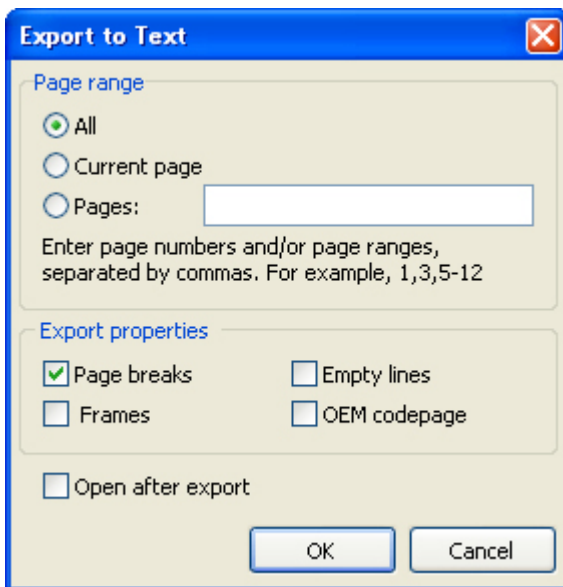 Export to Text
Page range
All
Current page
Pages:
Enter page numbers and/or page ranges,
separated by commas. For example, 1,3,5-12
Export properties
Page breaks Empty lines
Frames OEM codepage
Open after export
OK Cancel